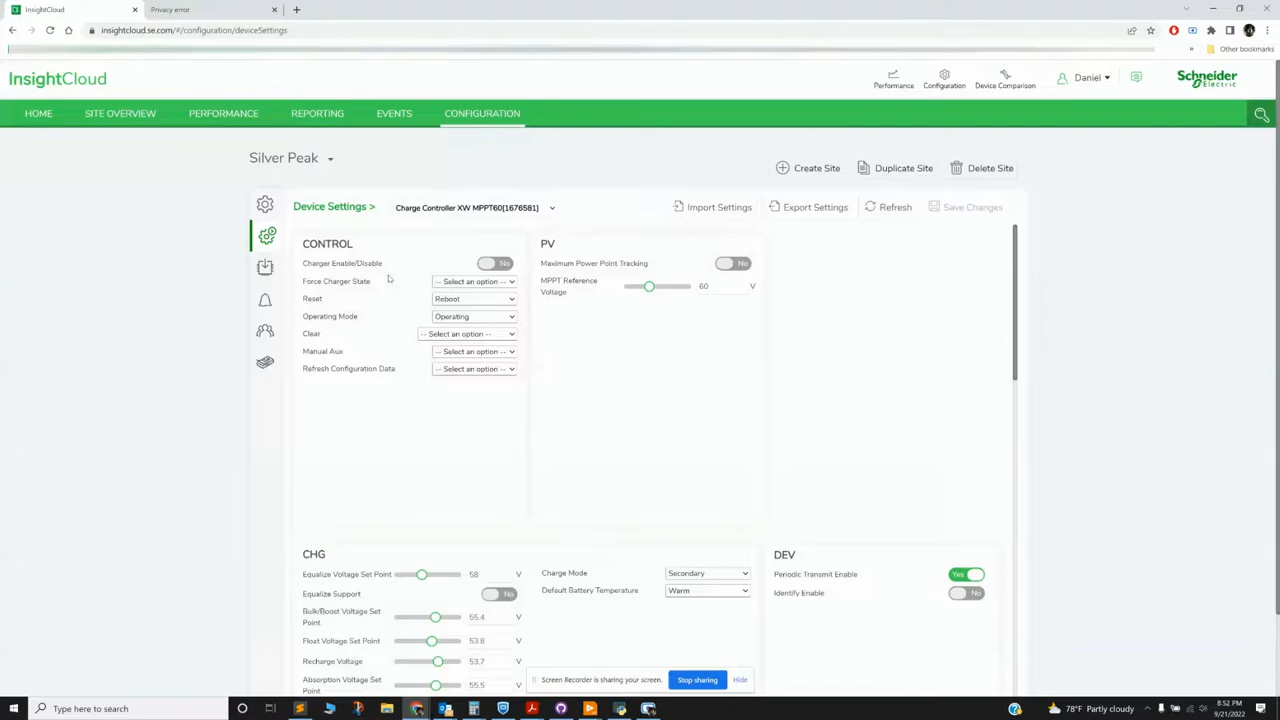 InsightCloud
Privacy error
insightcloud.se.com/#/configuration/deviceSettings
» Other bookmarks
InsightCloud
Performance Configuration Device Comparison
Daniel
Schneider Electric
HOME SITE OVERVIEW PERFORMANCE REPORTING EVENTS CONFIGURATION
Silver Peak
Create Site Duplicate Site Delete Site
Device Settings > Charge Controller XW MPPT60[1676581] Import Settings Export Settings Refresh Save Changes
CONTROL
Charger Enable/Disable No
Force Charger State -- Select an option --
Reset Reboot
Operating Mode Operating
Clear -- Select an option --
Manual Aux -- Select an option --
Refresh Configuration Data -- Select an option --
PV
Maximum Power Point Tracking No
MPPT Reference Voltage 60 V
CHG
Equalize Voltage Set Point 58 V
Equalize Support No
Bulk/Boost Voltage Set Point 55.4 V
Float Voltage Set Point 53.8 V
Recharge Voltage 53.7 V
Absorption Voltage Set Point 55.5 V
Charge Mode Secondary
Default Battery Temperature Warm
DEV
Periodic Transmit Enable Yes
Identify Enable No
Screen Recorder is sharing your screen. Stop sharing Hide
Type here to search
78°F Partly cloudy
8:52 PM
9/21/2022